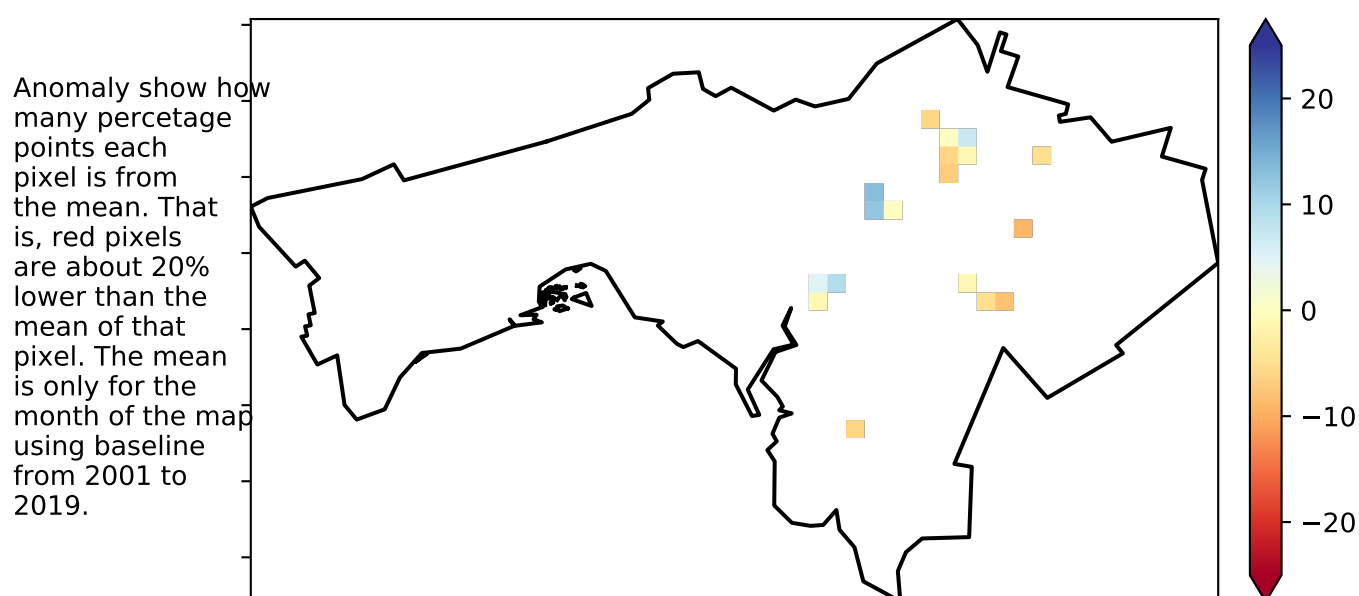 Anomaly show how
many percetage
points each
pixel is from
the mean. That
is, red pixels
are about 20%
lower than the
mean of that
pixel. The mean
is only for the
month of the map
using baseline
from 2001 to
2019.
20
10
0
−10
−20